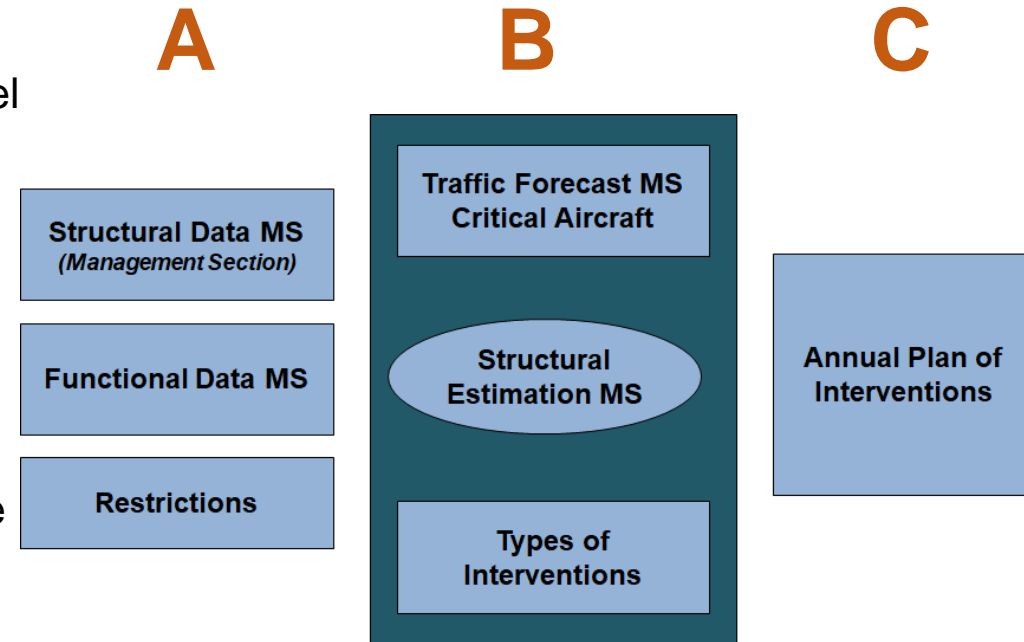 A
B
C
el
Structural Data MS
(Management Section)
Functional Data MS
Restrictions
e
Traffic Forecast MS
Critical Aircraft
Structural
Estimation MS
Types of
Interventions
Annual Plan of
Interventions